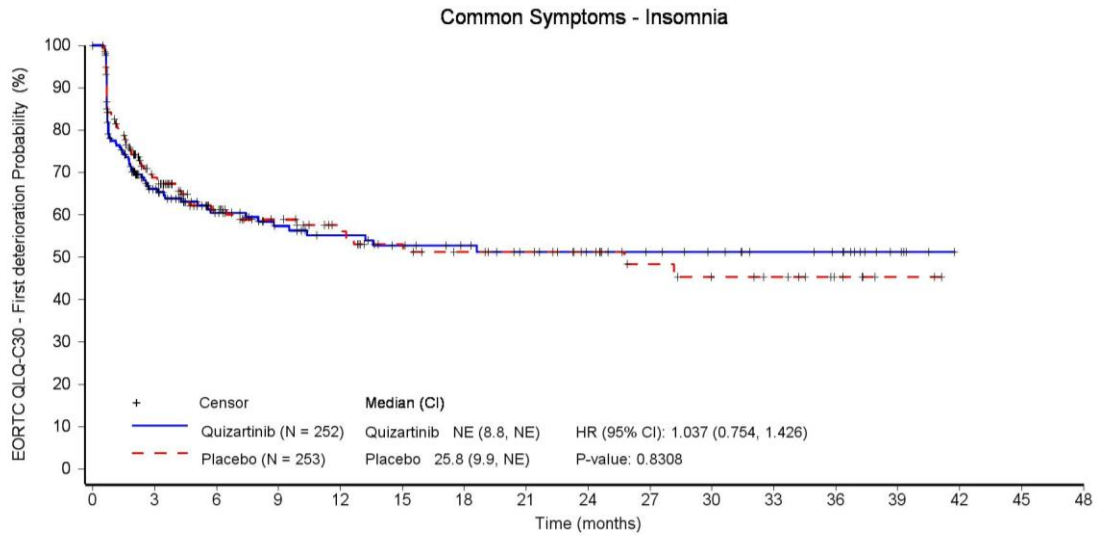 Common Symptoms - Insomnia
EORTC QLQ-C30 - First deterioration Probability (%)
100
90
80
70
60
50
40
30
20
10
0
+ Censor Median (CI)
Quizartinib (N = 252) Quizartinib NE (8.8, NE) HR (95% CI): 1.037 (0.754, 1.426)
Placebo (N = 253) Placebo 25.8 (9.9, NE) P-value: 0.8308
0 3 6 9 12 15 18 21 24 27 30 33 36 39 42 45 48
Time (months)